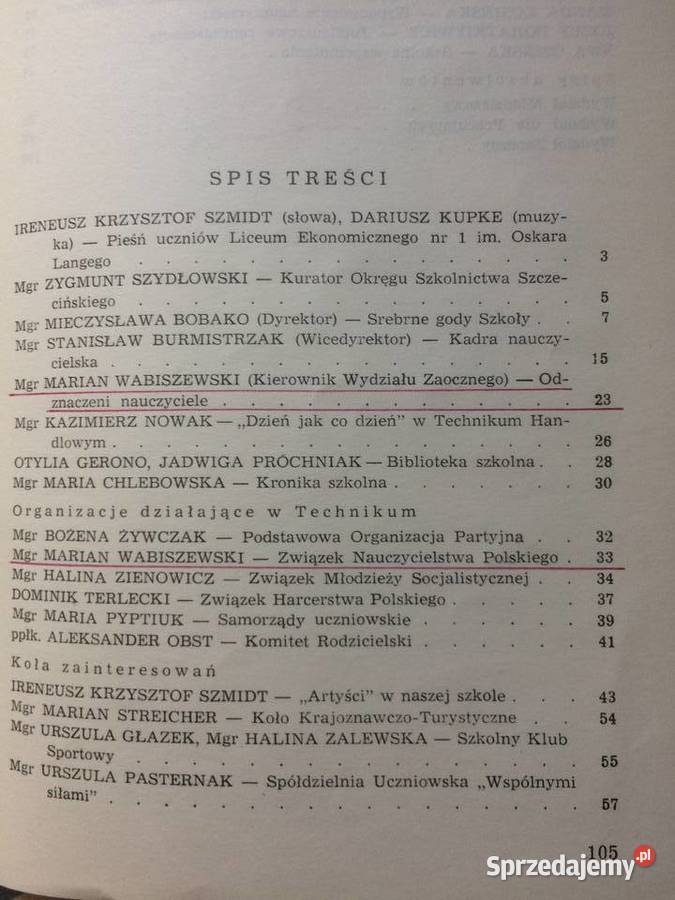 SPIS TREŚCI
IRENEUSZ KRZYSZTOF SZMIDT (słowa), DARIUSZ KUPKE (muzy-
ka) — Pieśń uczniów Liceum Ekonomicznego nr 1 im. Oskara
Langego . . . . . . . . . . . . . . 3
Mgr ZYGMUNT SZYDŁOWSKI — Kurator Okręgu Szkolnictwa Szcze-
cińskiego . . . . . . . . . . . . . . 5
Mgr MIECZYSŁAWA BOBAKO (Dyrektor) — Srebrne gody Szkoły . . 7
Mgr STANISŁAW BURMISTRZAK (Wicedyrektor) — Kadra nauczy-
cielska . . . . . . . . . . . . . . . 15
Mgr MARIAN WABISZEWSKI (Kierownik Wydziału Zaocznego) — Od-
znaczeni nauczyciele . . . . . . . . . . . . 23
Mgr KAZIMIERZ NOWAK — „Dzień jak co dzień” w Technikum Han-
dlowym . . . . . . . . . . . . . . . 26
OTYLIA GERONO, JADWIGA PRÓCHNIAK — Biblioteka szkolna . . 28
Mgr MARIA CHLEBOWSKA — Kronika szkolna . . . . . . 30
Organizacje działające w Technikum
Mgr BOŻENA ŻYWCZAK — Podstawowa Organizacja Partyjna . . 32
Mgr MARIAN WABISZEWSKI — Związek Nauczycielstwa Polskiego . 33
Mgr HALINA ZIENOWICZ — Związek Młodzieży Socjalistycznej . . 34
DOMINIK TERLECKI — Związek Harcerstwa Polskiego . . . . 37
Mgr MARIA PYPTIUK — Samorządy uczniowskie . . . . . 39
ppłk. ALEKSANDER OBST — Komitet Rodzicielski . . . . . 41
Koła zainteresowań
IRENEUSZ KRZYSZTOF SZMIDT — „Artyści” w naszej szkole . . . 43
Mgr MARIAN STREICHER — Koło Krajoznawczo-Turystyczne . . 54
Mgr URSZULA GŁAZEK, Mgr HALINA ZALEWSKA — Szkolny Klub
Sportowy . . . . . . . . . . . . . . 55
Mgr URSZULA PASTERNAK — Spółdzielnia Uczniowska „Wspólnymi
siłami” . . . . . . . . . . . . . . . 57
105
Sprzedajemy.pl